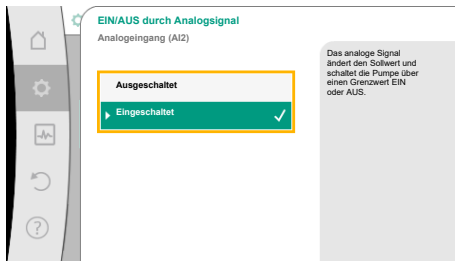 EIN/AUS durch Analogsignal
Analogeingang (AI2)
Ausgeschaltet
Eingeschaltet
Das analoge Signal
ändert den Sollwert und
schaltet die Pumpe über
einen Grenzwert EIN
oder AUS.
?